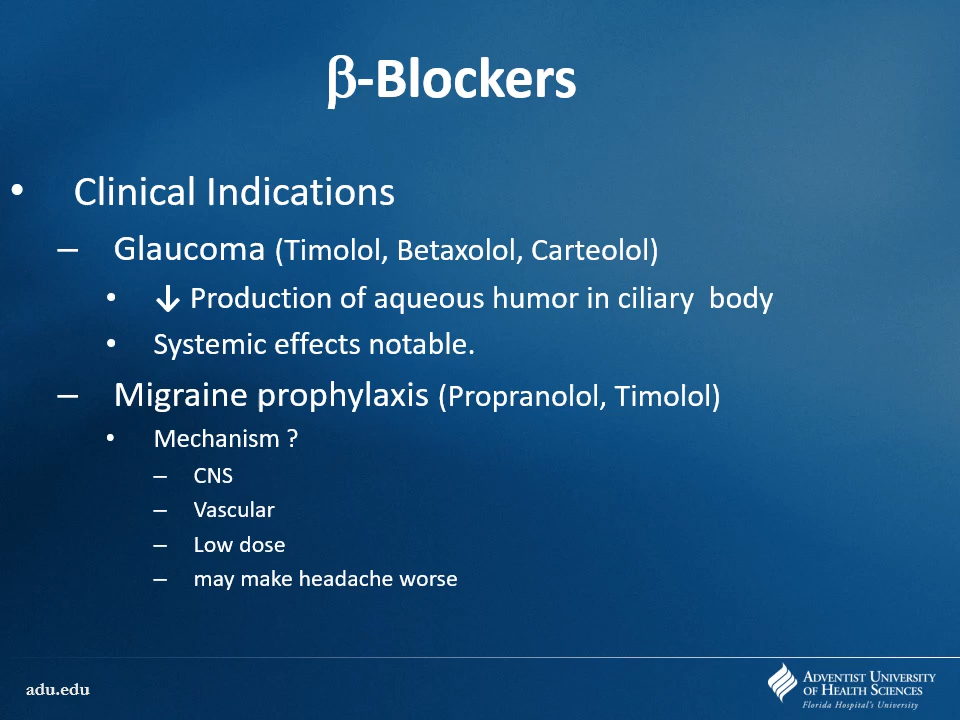 β-Blockers
• Clinical Indications
– Glaucoma (Timolol, Betaxolol, Carteolol)
• ↓ Production of aqueous humor in ciliary body
• Systemic effects notable.
– Migraine prophylaxis (Propranolol, Timolol)
• Mechanism ?
– CNS
– Vascular
– Low dose
– may make headache worse
adu.edu
ADVENTIST UNIVERSITY
OF HEALTH SCIENCES
Florida Hospital's University